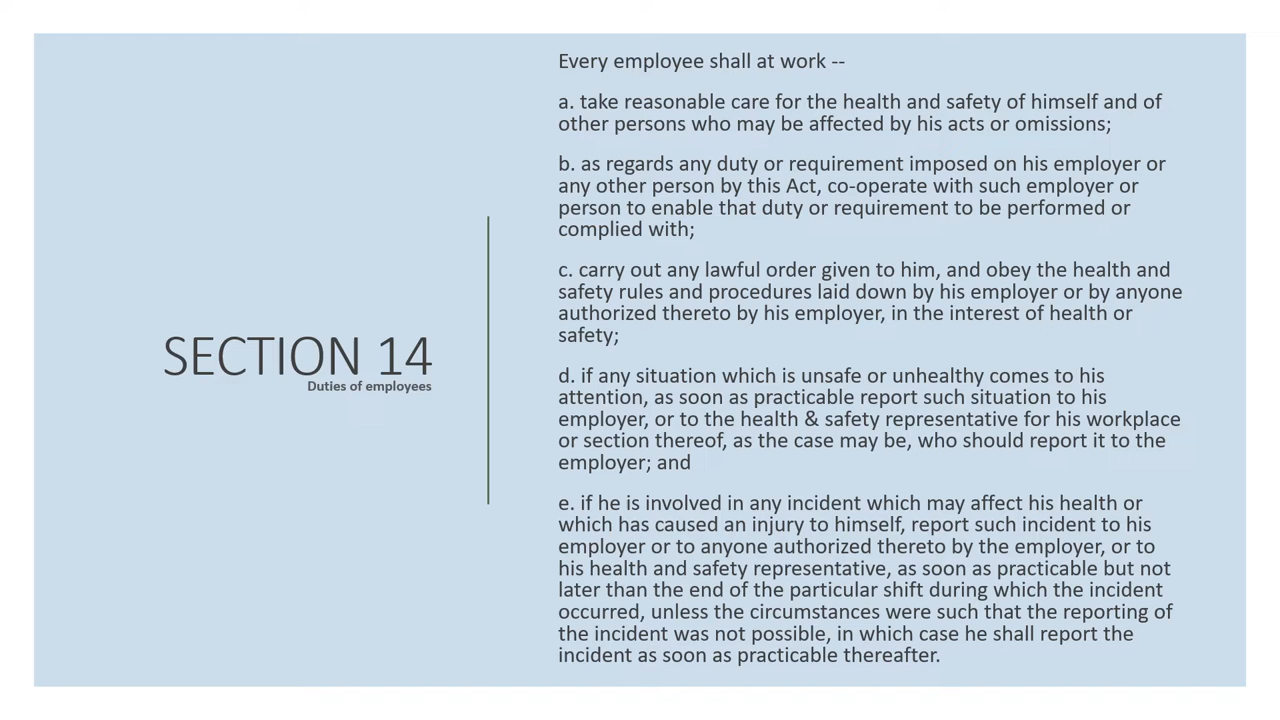 SECTION 14
Duties of employees
Every employee shall at work --
a. take reasonable care for the health and safety of himself and of
other persons who may be affected by his acts or omissions;
b. as regards any duty or requirement imposed on his employer or
any other person by this Act, co-operate with such employer or
person to enable that duty or requirement to be performed or
complied with;
c. carry out any lawful order given to him, and obey the health and
safety rules and procedures laid down by his employer or by anyone
authorized thereto by his employer, in the interest of health or
safety;
d. if any situation which is unsafe or unhealthy comes to his
attention, as soon as practicable report such situation to his
employer, or to the health & safety representative for his workplace
or section thereof, as the case may be, who should report it to the
employer; and
e. if he is involved in any incident which may affect his health or
which has caused an injury to himself, report such incident to his
employer or to anyone authorized thereto by the employer, or to
his health and safety representative, as soon as practicable but not
later than the end of the particular shift during which the incident
occurred, unless the circumstances were such that the reporting of
the incident was not possible, in which case he shall report the
incident as soon as practicable thereafter.